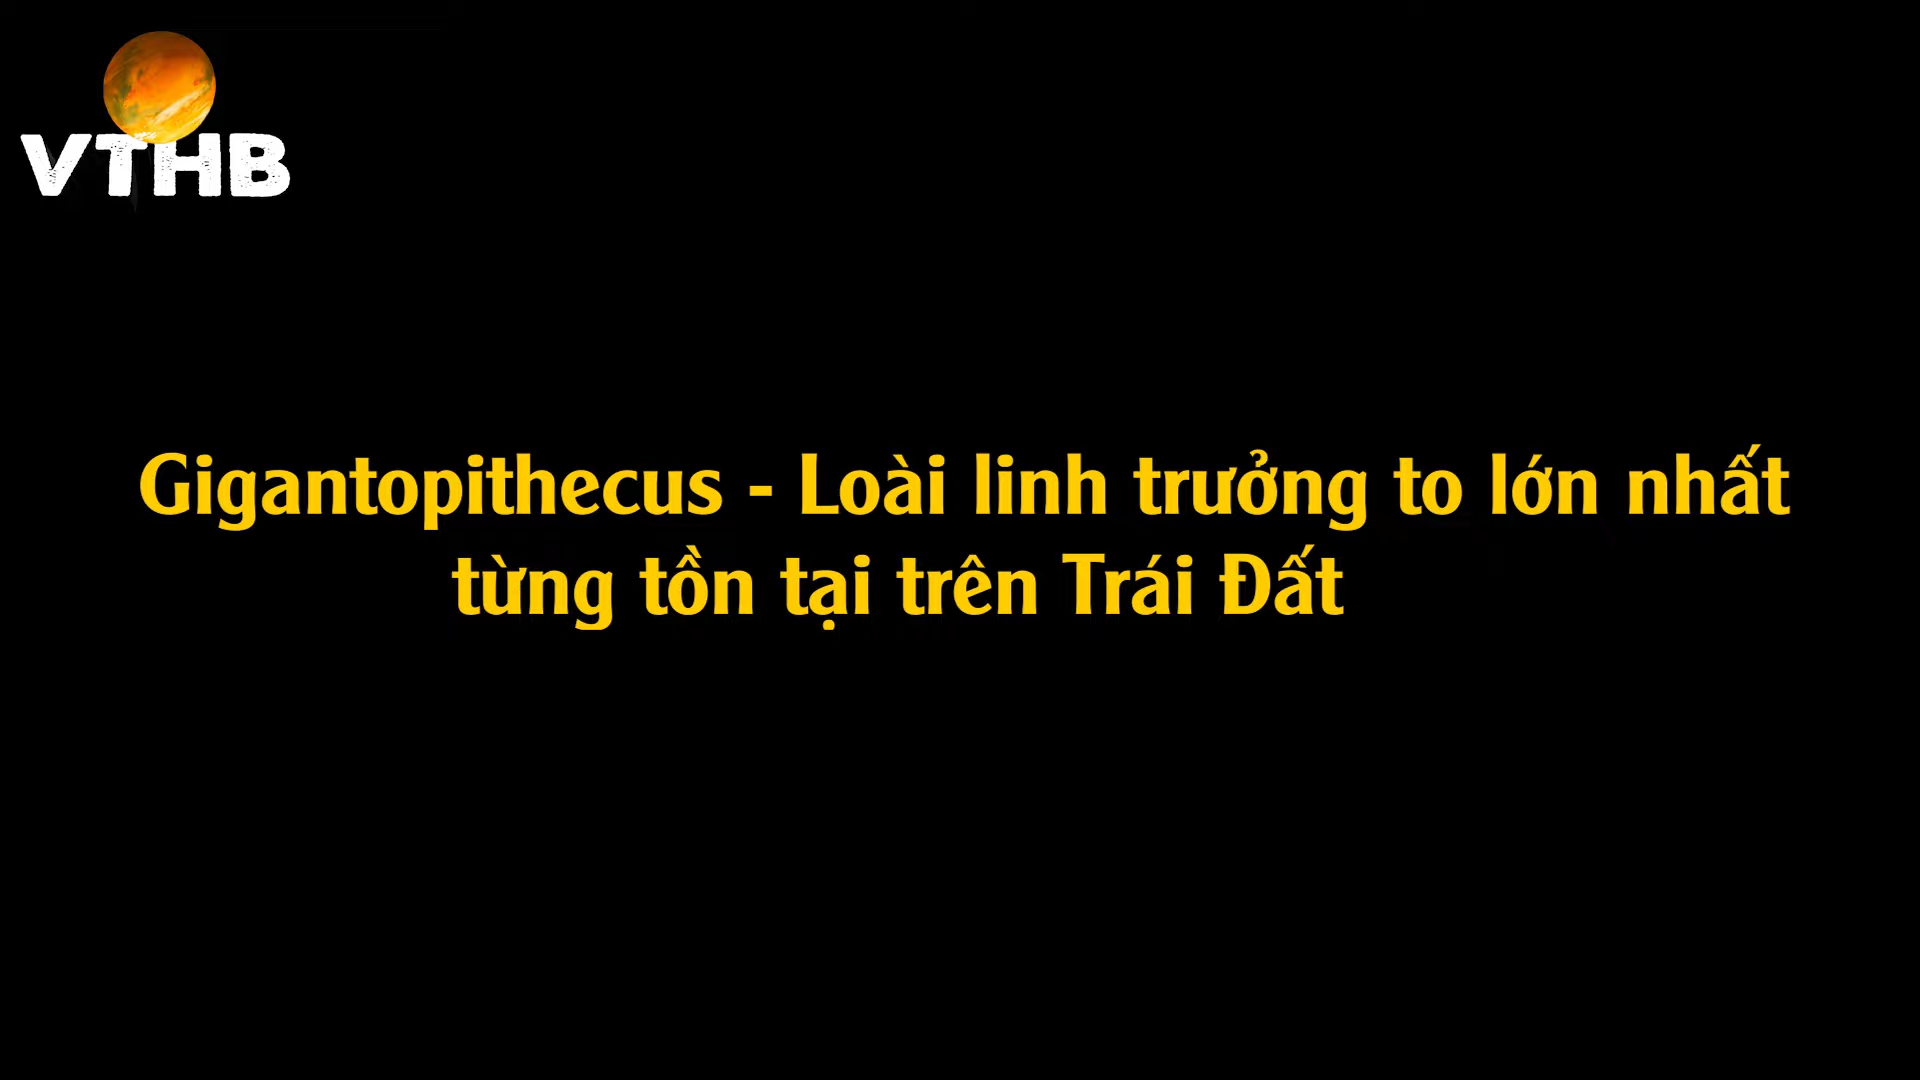 VTHB
Gigantopithecus - Loài linh trưởng to lớn nhất
từng tồn tại trên Trái Đất